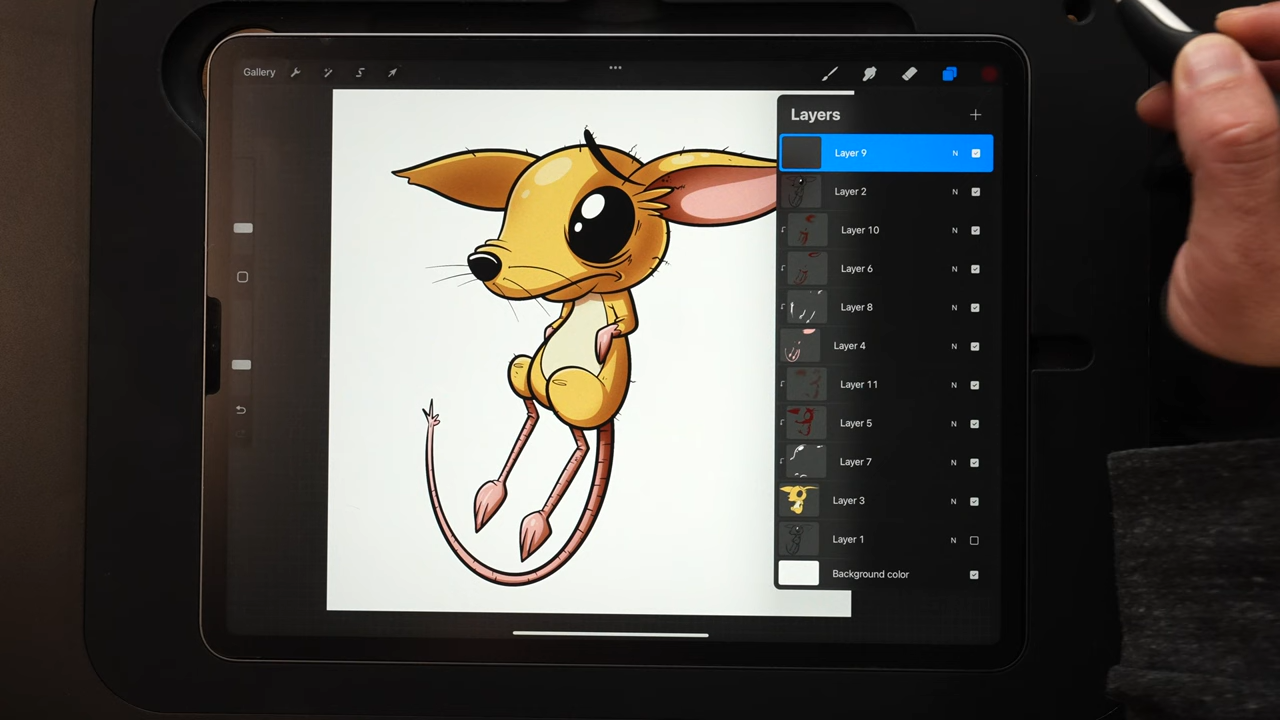 Gallery
Layers
Layer 9 N
Layer 2 N
Layer 10 N
Layer 6 N
Layer 8 N
Layer 4 N
Layer 11 N
Layer 5 N
Layer 7 N
Layer 3 N
Layer 1 N
Background color